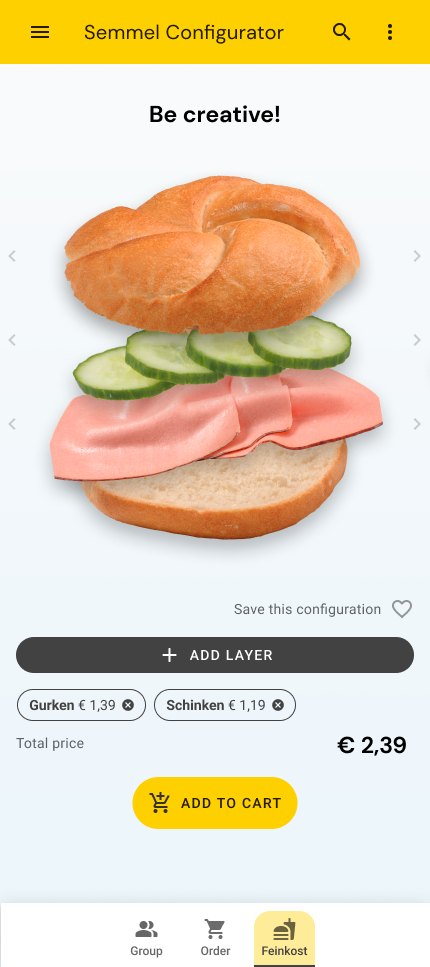 Semmel Configurator
Be creative!
Save this configuration
ADD LAYER
Gurken € 1,39
Schinken € 1,19
Total price
€ 2,39
ADD TO CART
Group
Order
Feinkost